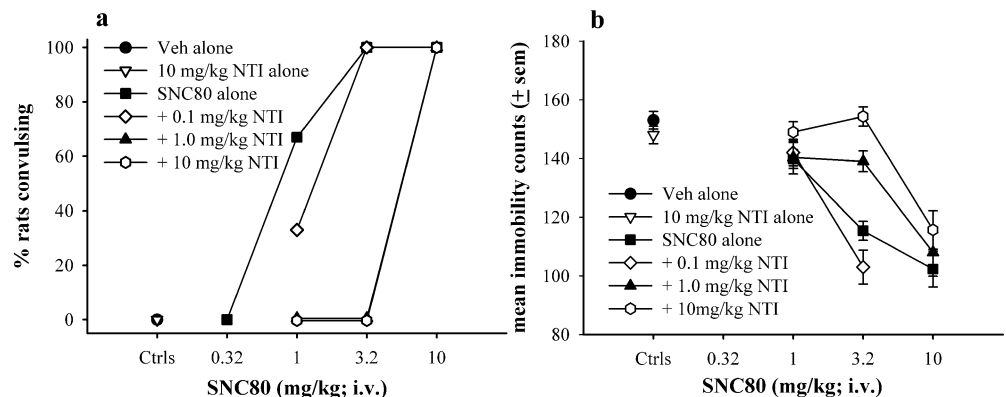 a
100
80
60
40
20
0
% rats convulsing
Veh alone
10 mg/kg NTI alone
SNC80 alone
+ 0.1 mg/kg NTI
+ 1.0 mg/kg NTI
+ 10 mg/kg NTI
Ctrls 0.32 1 3.2 10
SNC80 (mg/kg; i.v.)
b
180
160
140
120
100
80
mean immobility counts (± sem)
Veh alone
10 mg/kg NTI alone
SNC80 alone
+ 0.1 mg/kg NTI
+ 1.0 mg/kg NTI
+ 10mg/kg NTI
Ctrls 0.32 1 3.2 10
SNC80 (mg/kg; i.v.)